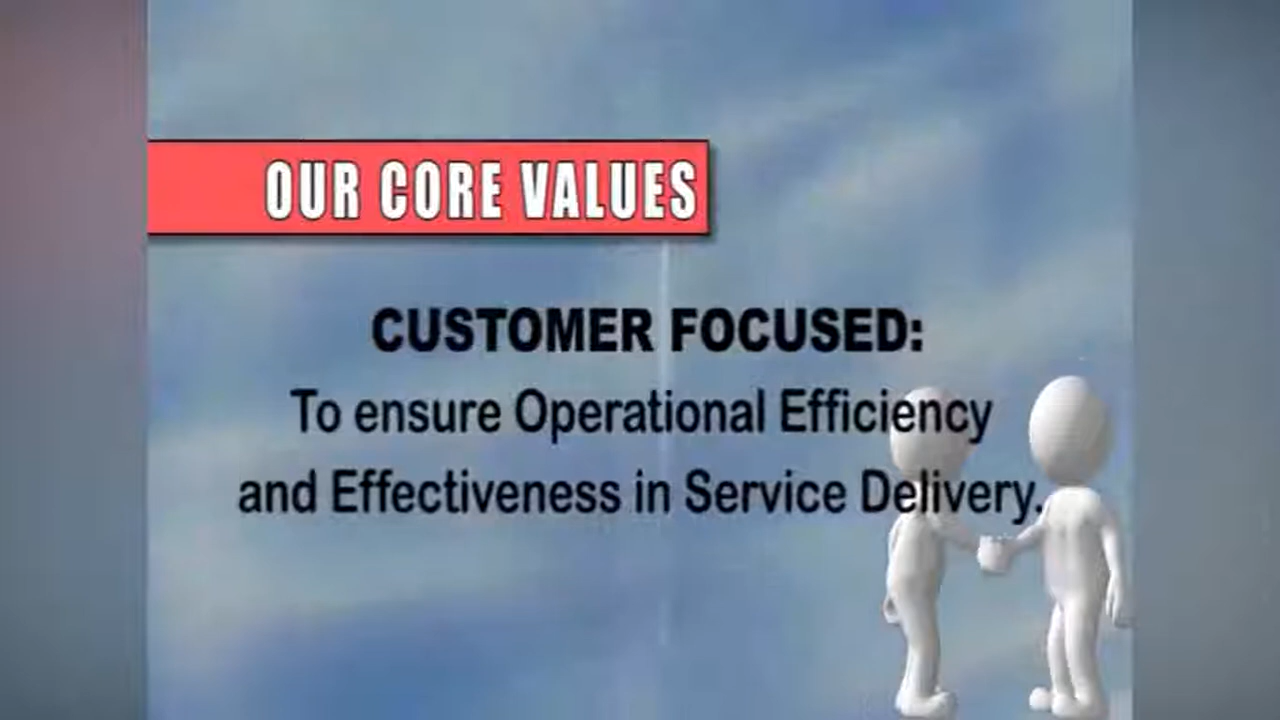 OUR CORE VALUES
CUSTOMER FOCUSED:
To ensure Operational Efficiency
and Effectiveness in Service Delivery.